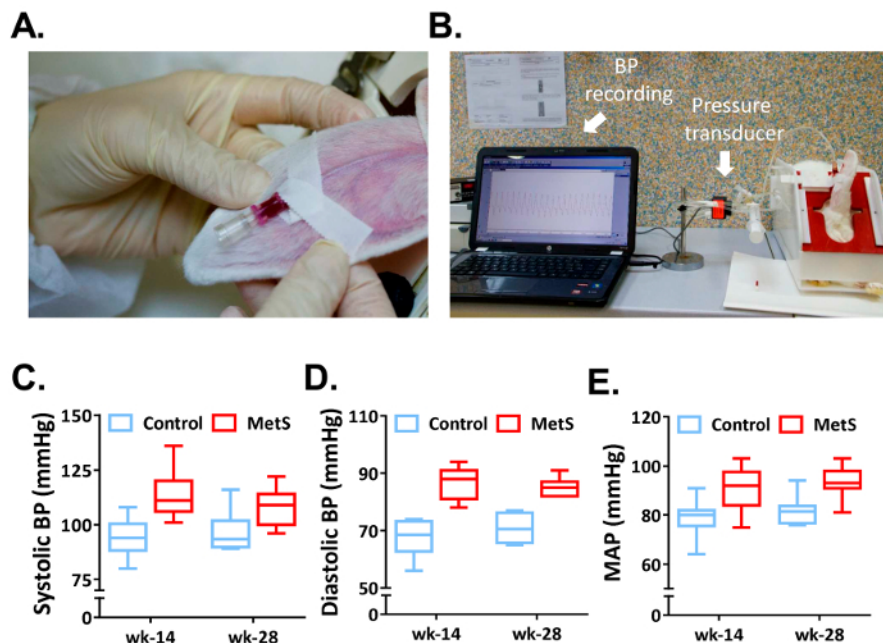 A.
B.
BP
recording
Pressure
transducer
C.
D.
E.
Systolic BP (mmHg)
150
125
100
75
0
Control
MetS
wk-14
wk-28
Diastolic BP (mmHg)
110
90
70
50
0
Control
MetS
wk-14
wk-28
MAP (mmHg)
120
100
80
60
0
Control
MetS
wk-14
wk-28